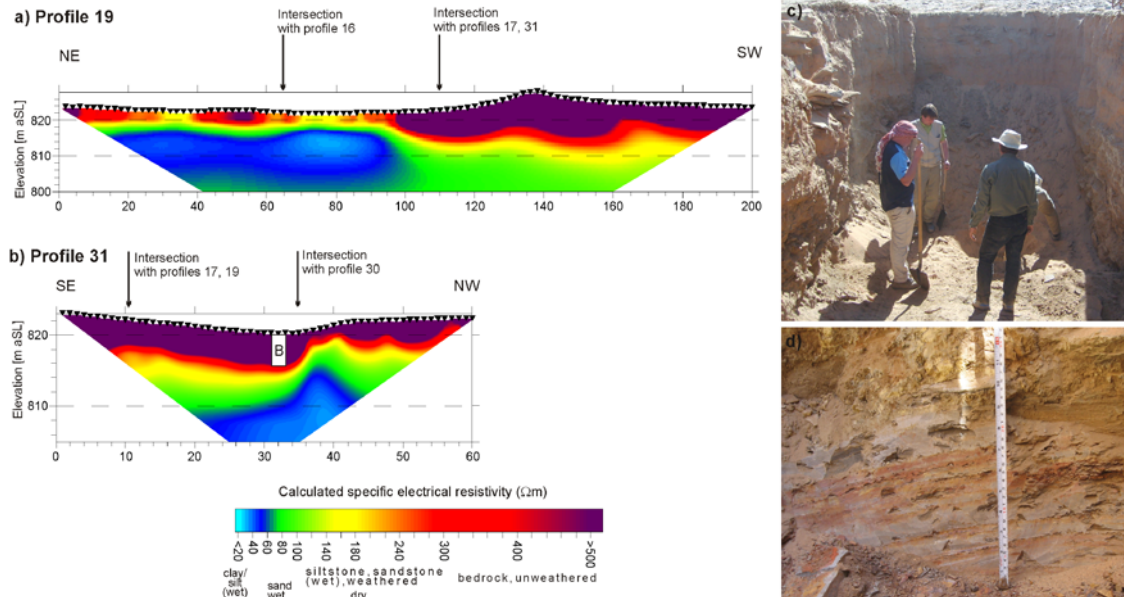 a) Profile 19
NE
Intersection
with profile 16
Intersection
with profiles 17, 31
SW
Elevation [m aSL]
820
810
800
0 20 40 60 80 100 120 140 160 180 200
b) Profile 31
SE
Intersection
with profiles 17, 19
Intersection
with profile 30
NW
Elevation [m aSL]
820
810
B
0 10 20 30 40 50 60
Calculated specific electrical resistivity (Ωm)
<20 40 60 80 100 140 180 240 300 400 >500
clay/
silt
(wet)
sand
wet
siltstone, sandstone
(wet), weathered
dry
bedrock, unweathered
c)
d)